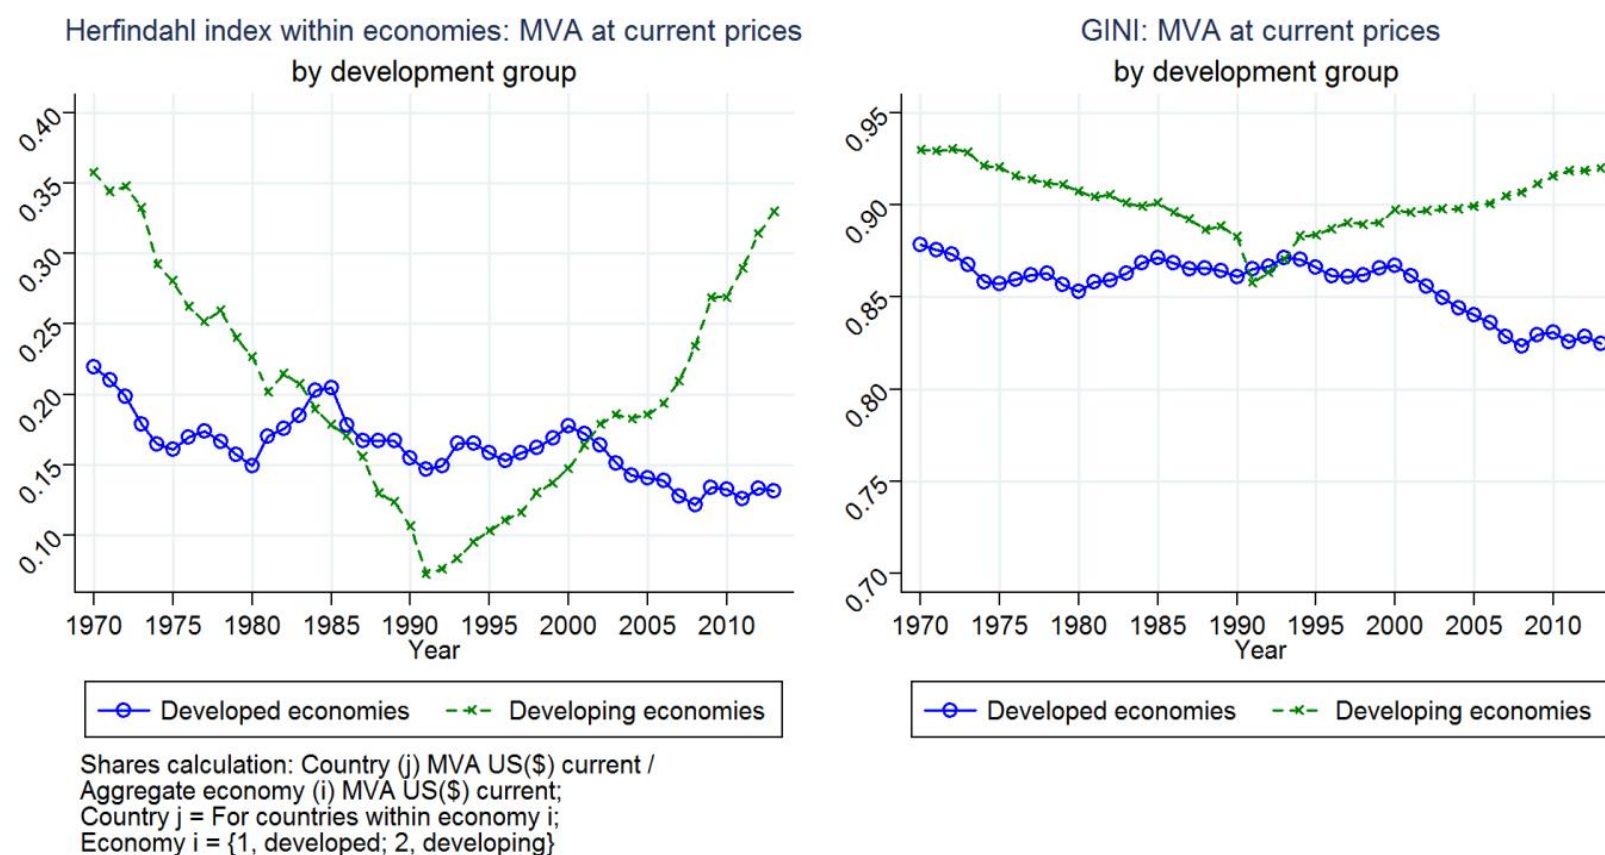 Herfindahl index within economies: MVA at current prices
by development group
0.40
0.35
0.30
0.25
0.20
0.15
0.10
1970 1975 1980 1985 1990 1995 2000 2005 2010
Year
Developed economies Developing economies
Shares calculation: Country (j) MVA US($) current /
Aggregate economy (i) MVA US($) current;
Country j = For countries within economy i;
Economy i = {1, developed; 2, developing}
GINI: MVA at current prices
by development group
0.95
0.90
0.85
0.80
0.75
0.70
1970 1975 1980 1985 1990 1995 2000 2005 2010
Year
Developed economies Developing economies